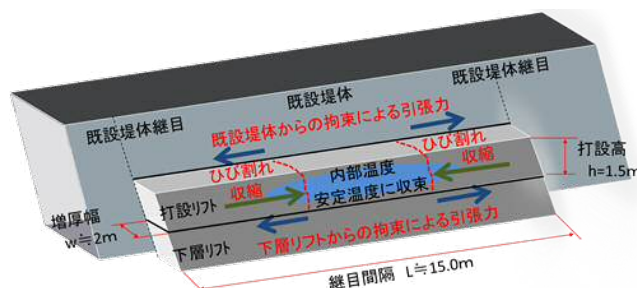 既設堤体継目
既設堤体
既設堤体継目
既設堤体からの拘束による引張力
ひび割れ
ひび割れ
打設高
h=1.5m
内部温度
収縮
収縮
安定温度に収束
打設リフト
増厚幅
w≒2m
下層リフト
下層リフトからの拘束による引張力
継目間隔 L≒15.0m